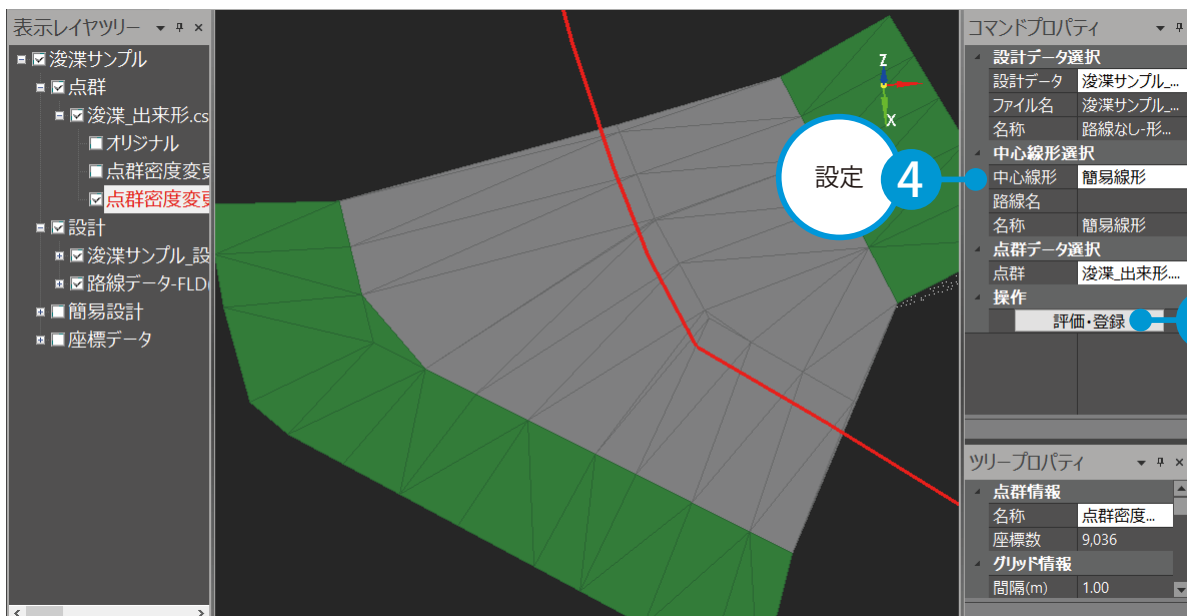 表示レイヤツリー
浚渫サンプル
点群
浚渫_出来形.cs
オリジナル
点群密度変更
点群密度変更
設計
浚渫サンプル_設
路線データ-FLD(
簡易設計
座標データ
Z
X
設定
4
コマンドプロパティ
設計データ選択
設計データ 浚渫サンプル_...
ファイル名 浚渫サンプル_...
名称 路線なし-形...
中心線形選択
中心線形 簡易線形
路線名
名称 簡易線形
点群データ選択
点群 浚渫_出来形....
操作
評価・登録
ツリープロパティ
点群情報
名称 点群密度...
座標数 9,036
グリッド情報
間隔(m) 1.00